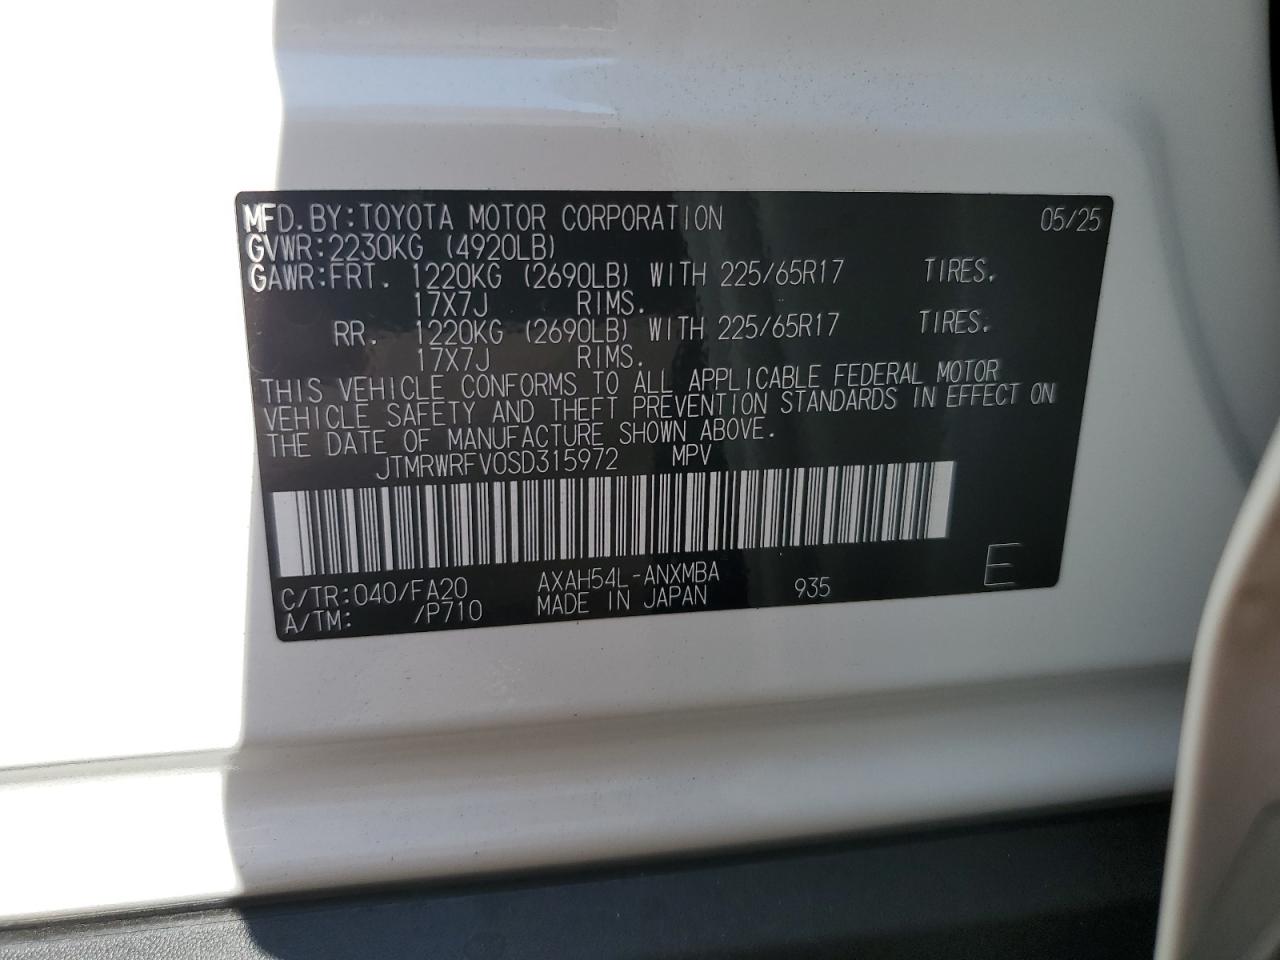 MFD.BY:TOYOTA MOTOR CORPORATION 05/25
GVWR:2230KG (4920LB)
GAWR:FRT. 1220KG (2690LB) WITH 225/65R17 TIRES.
17X7J RIMS.
RR. 1220KG (2690LB) WITH 225/65R17 TIRES.
17X7J RIMS.
THIS VEHICLE CONFORMS TO ALL APPLICABLE FEDERAL MOTOR
VEHICLE SAFETY AND THEFT PREVENTION STANDARDS IN EFFECT ON
THE DATE OF MANUFACTURE SHOWN ABOVE.
JTMRWRFV0SD315972 MPV
C/TR:040/FA20 AXAH54L-ANXMBA 935 E
A/TM: /P710 MADE IN JAPAN